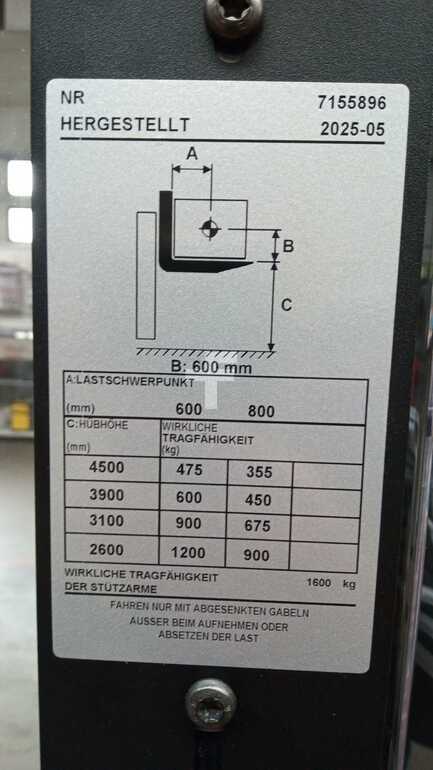 NR 7155896
HERGESTELLT 2025-05
A
B
C
B: 600 mm
A:LASTSCHWERPUNKT
(mm) 600 800
C:HÜBHÖHE WIRKLICHE
TRAGFÄHIGKEIT
(mm) (kg)
4500 475 355
3900 600 450
3100 900 675
2600 1200 900
WIRKLICHE TRAGFÄHIGKEIT 1600 kg
DER STÜTZARME
FAHREN NUR MIT ABGESENKTEN GABELN
AUSSER BEIM AUFNEHMEN ODER
ABSETZEN DER LAST